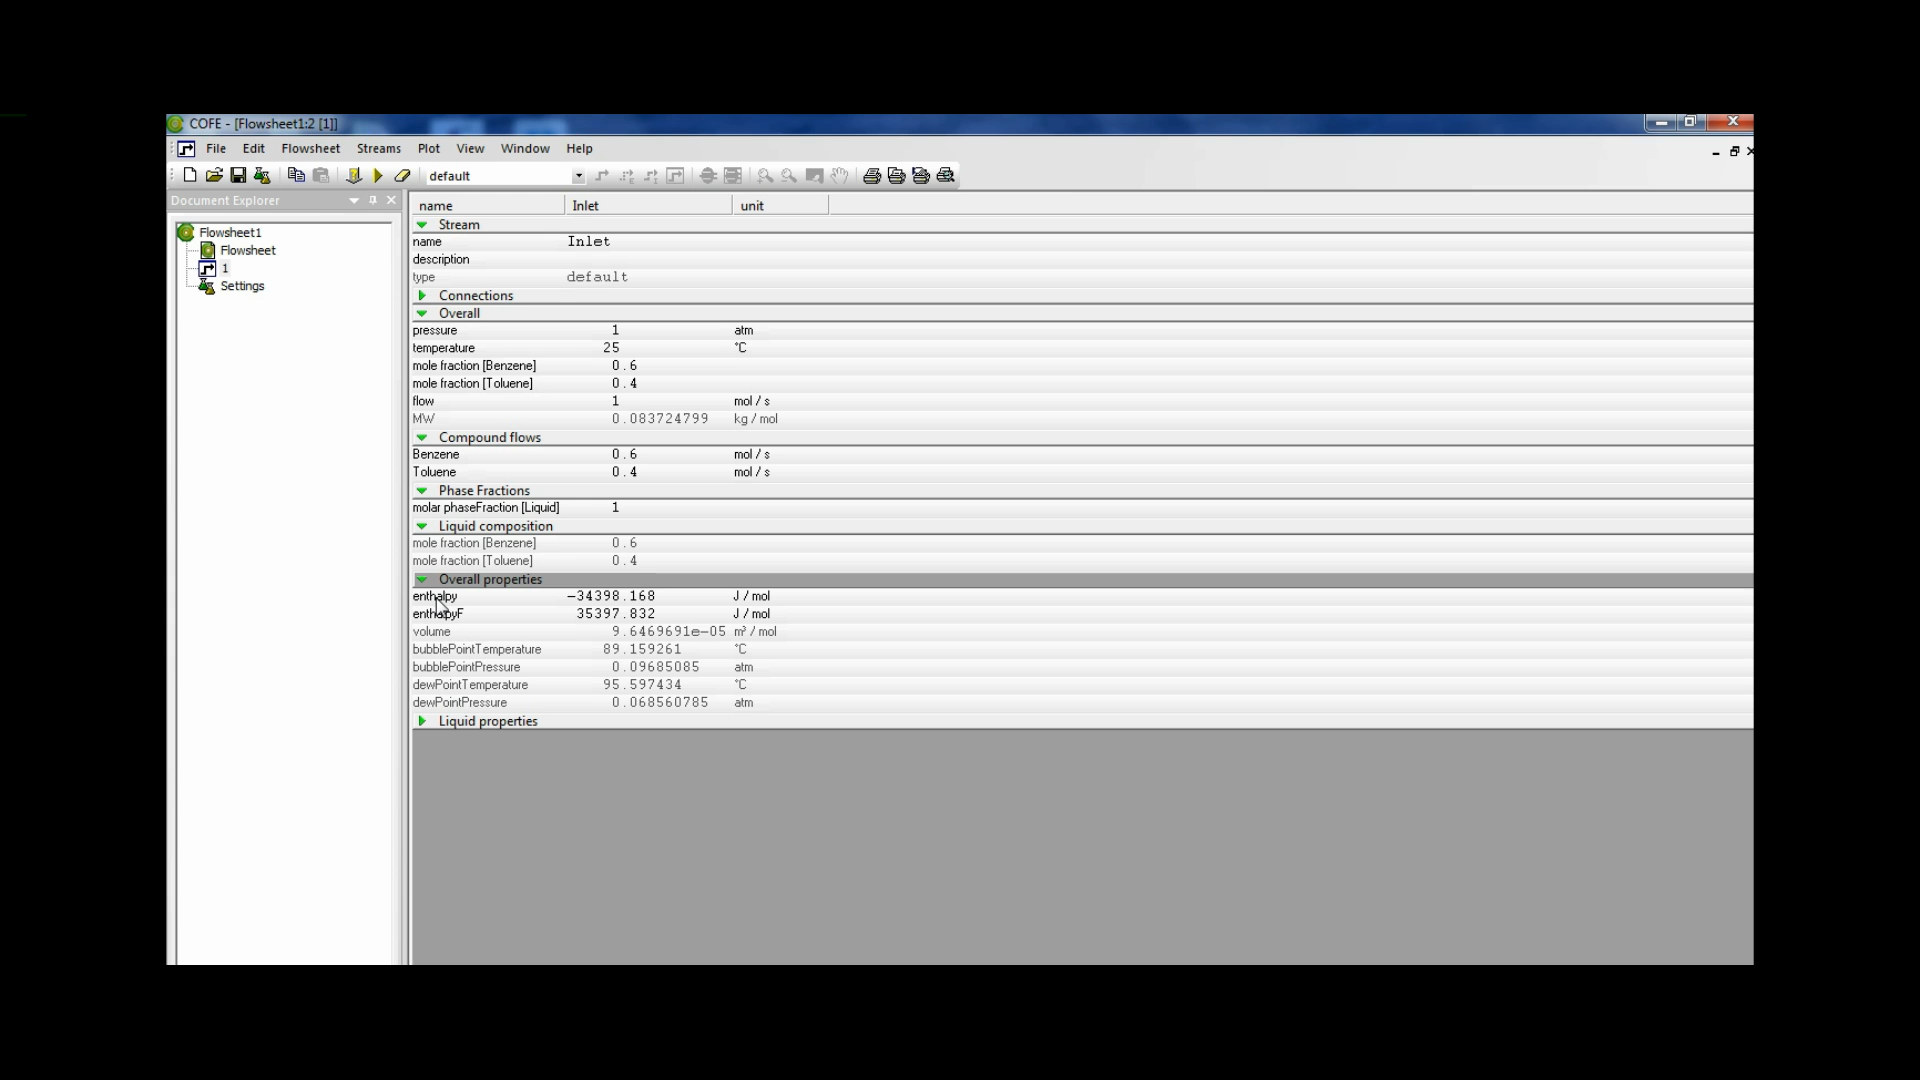 COFE - [Flowsheet1:2 [1]]
File Edit Flowsheet Streams Plot View Window Help
default
Document Explorer
Flowsheet1
Flowsheet
1
Settings
name Inlet unit
Stream
name Inlet
description
type default
Connections
Overall
pressure 1 atm
temperature 25 °C
mole fraction [Benzene] 0.6
mole fraction [Toluene] 0.4
flow 1 mol / s
MW 0.083724799 kg / mol
Compound flows
Benzene 0.6 mol / s
Toluene 0.4 mol / s
Phase Fractions
molar phaseFraction [Liquid] 1
Liquid composition
mole fraction [Benzene] 0.6
mole fraction [Toluene] 0.4
Overall properties
enthalpy −34398.168 J / mol
enthalpyF 35397.832 J / mol
volume 9.6469691e−05 m³ / mol
bubblePointTemperature 89.159261 °C
bubblePointPressure 0.09685085 atm
dewPointTemperature 95.597434 °C
dewPointPressure 0.068560785 atm
Liquid properties